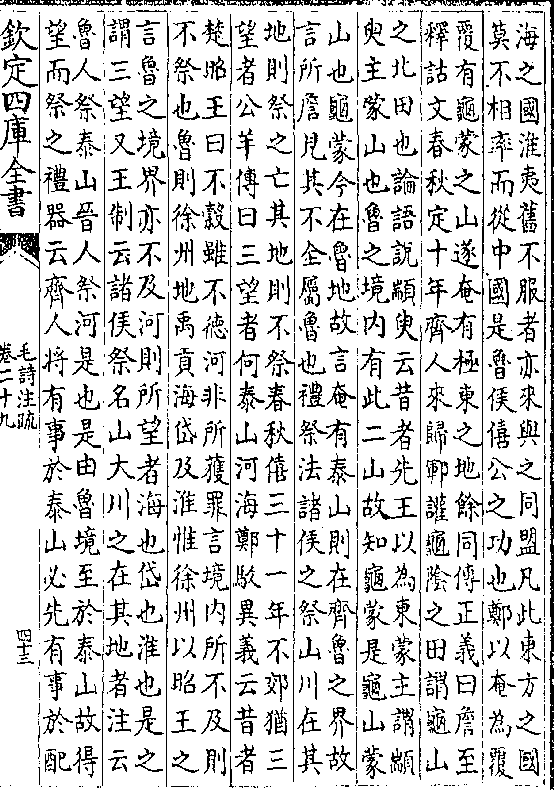 海之國淮夷舊不服者亦來與之同盟凡此東方之國
莫不相率而從中國是魯侯僖公之功也鄭以奄為覆
覆有龜蒙之山遂奄有極東之地餘同傳正義曰詹至
釋詁文春秋定十年齊人來歸鄆讙龜陰之田謂龜山
之北田也論語說顓臾云昔者先王以為東蒙主謂顓
臾主蒙山也魯之境内有此二山故知龜蒙是龜山蒙
山也龜蒙今在魯地故言奄有泰山則在齊魯之界故
言所詹見其不全屬魯也禮祭法諸侯之祭山川在其
地則祭之亡其地則不祭春秋僖三十一年不郊猶三
望者公羊傳曰三望者何泰山河海鄭駁異義云昔者
楚昭王曰不穀雖不徳河非所獲罪言境内所不及則
不祭也魯則徐州地禹貢海岱及淮惟徐州以昭王之
言魯之境界亦不及河則所望者海也岱也淮也是之
謂三望又王制云諸侯祭名山大川之在其地者注云
魯人祭泰山晉人祭河是也是由魯境至於泰山故得
望而祭之禮器云齊人將有事於泰山必先有事於配
欽定四庫全書
毛詩注疏
卷二十九
四十三